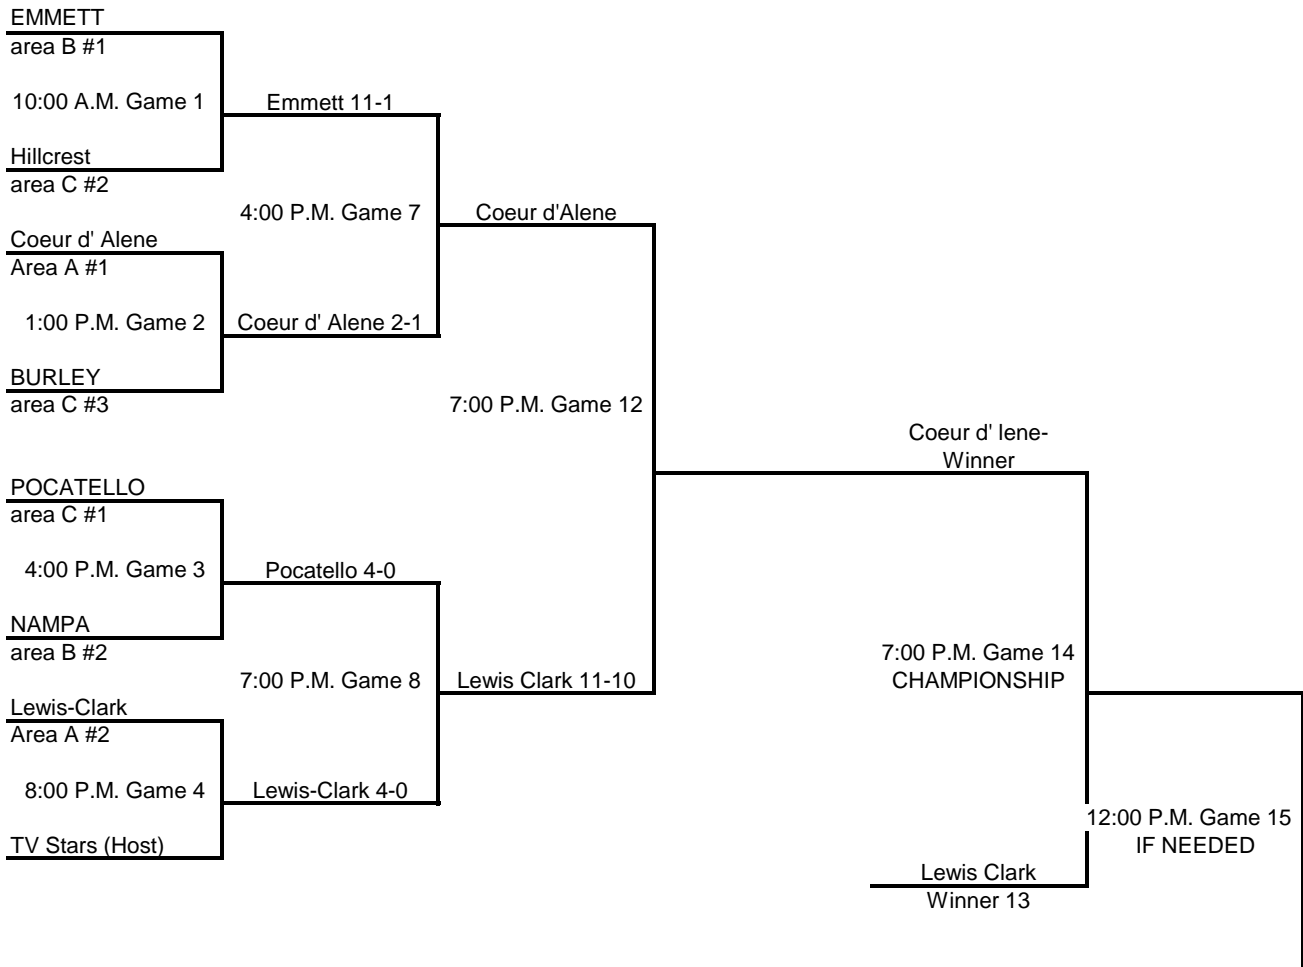 EMMETT
area B #1
10:00 A.M. Game 1
Emmett 11-1
Hillcrest
area C #2
4:00 P.M. Game 7
Coeur d'Alene
Coeur d' Alene
Area A #1
1:00 P.M. Game 2
Coeur d' Alene 2-1
BURLEY
area C #3
7:00 P.M. Game 12
Coeur d' lene-
Winner
POCATELLO
area C #1
4:00 P.M. Game 3
Pocatello 4-0
NAMPA
area B #2
7:00 P.M. Game 8
Lewis Clark 11-10
7:00 P.M. Game 14
CHAMPIONSHIP
Lewis-Clark
Area A #2
8:00 P.M. Game 4
Lewis-Clark 4-0
12:00 P.M. Game 15
IF NEEDED
TV Stars (Host)
Lewis Clark
Winner 13